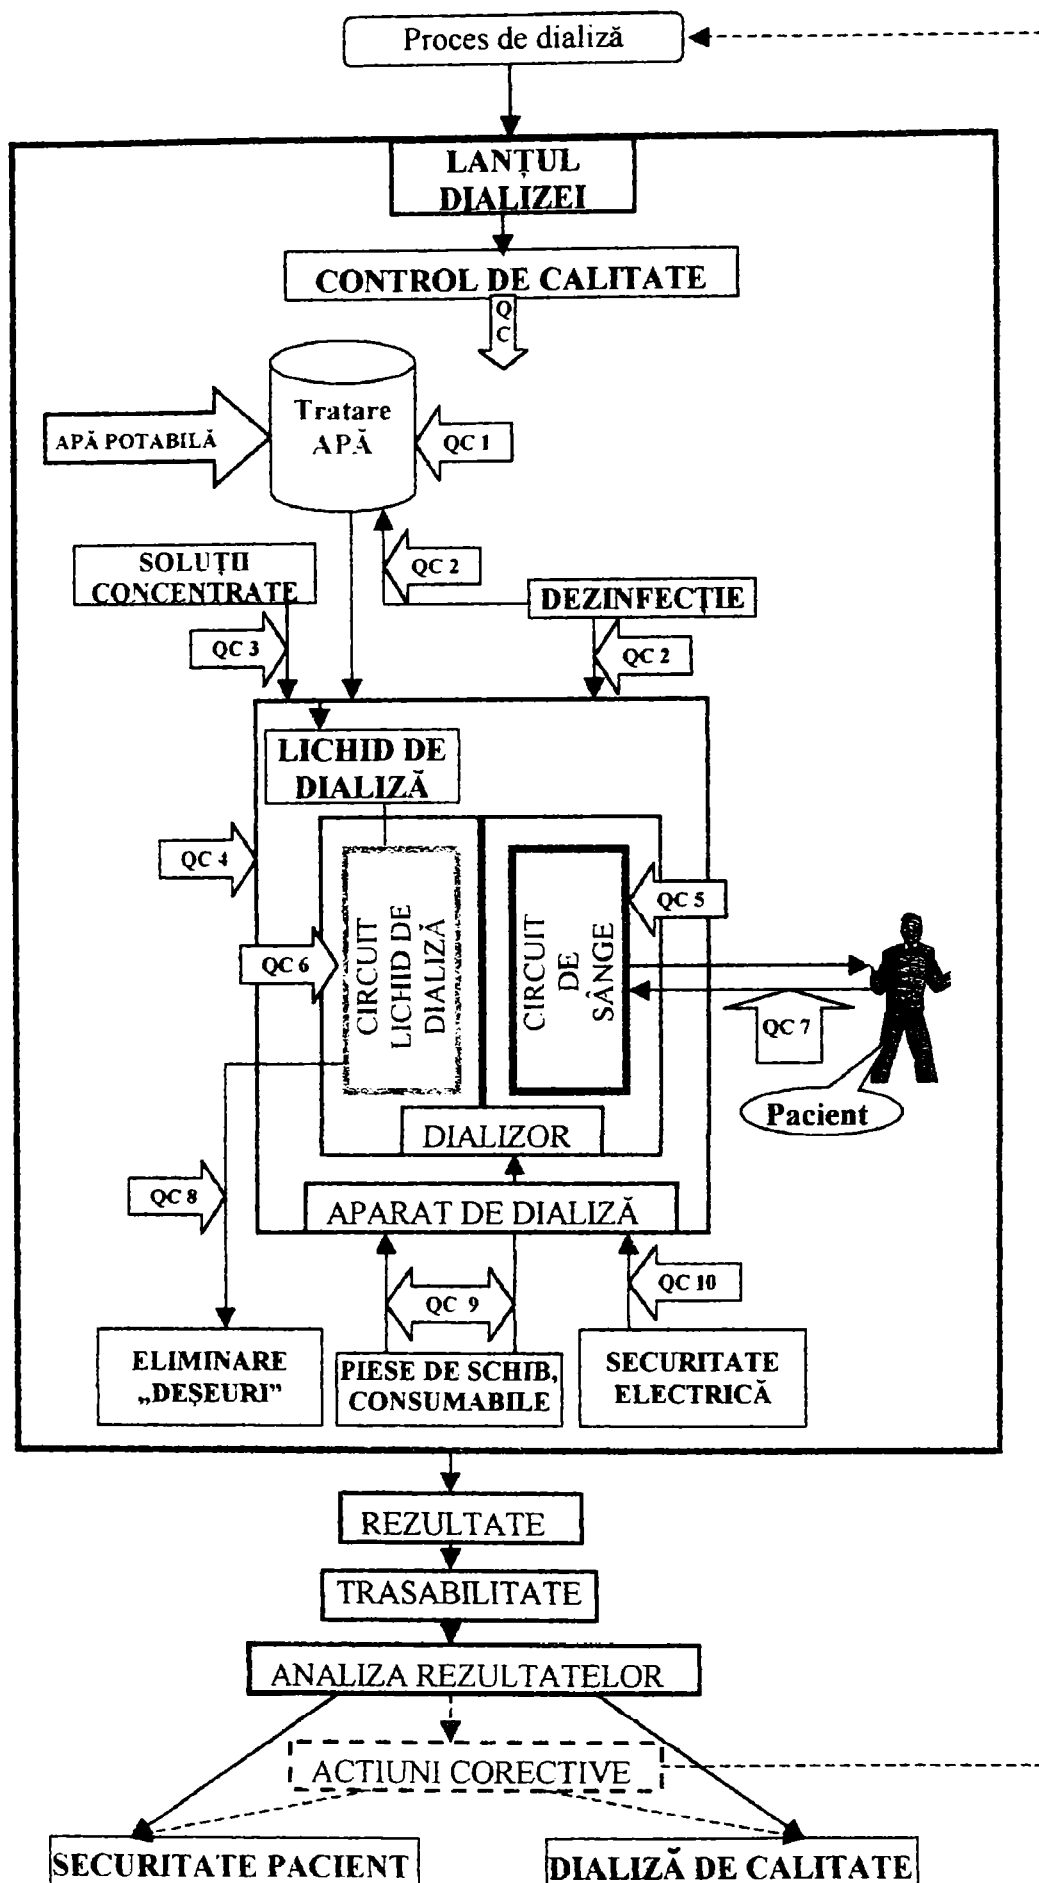 Proces de dializă
LANȚUL
DIALIZEI
CONTROL DE CALITATE
Q
C
Tratare
APĂ
APĂ POTABILĂ
QC 1
SOLUȚII
CONCENTRATE
QC 2
DEZINFECȚIE
QC 3
QC 2
LICHID DE
DIALIZĂ
QC 4
CIRCUIT
LICHID DE
DIALIZĂ
CIRCUIT
DE
SÂNGE
QC 5
QC 6
QC 7
Pacient
DIALIZOR
QC 8
APARAT DE DIALIZĂ
QC 9
QC 10
ELIMINARE
„DEȘEURI”
PIESE DE SCHIB,
CONSUMABILE
SECURITATE
ELECTRICĂ
REZULTATE
TRASABILITATE
ANALIZA REZULTATELOR
ACTIUNI CORECTIVE
SECURITATE PACIENT
DIALIZĂ DE CALITATE